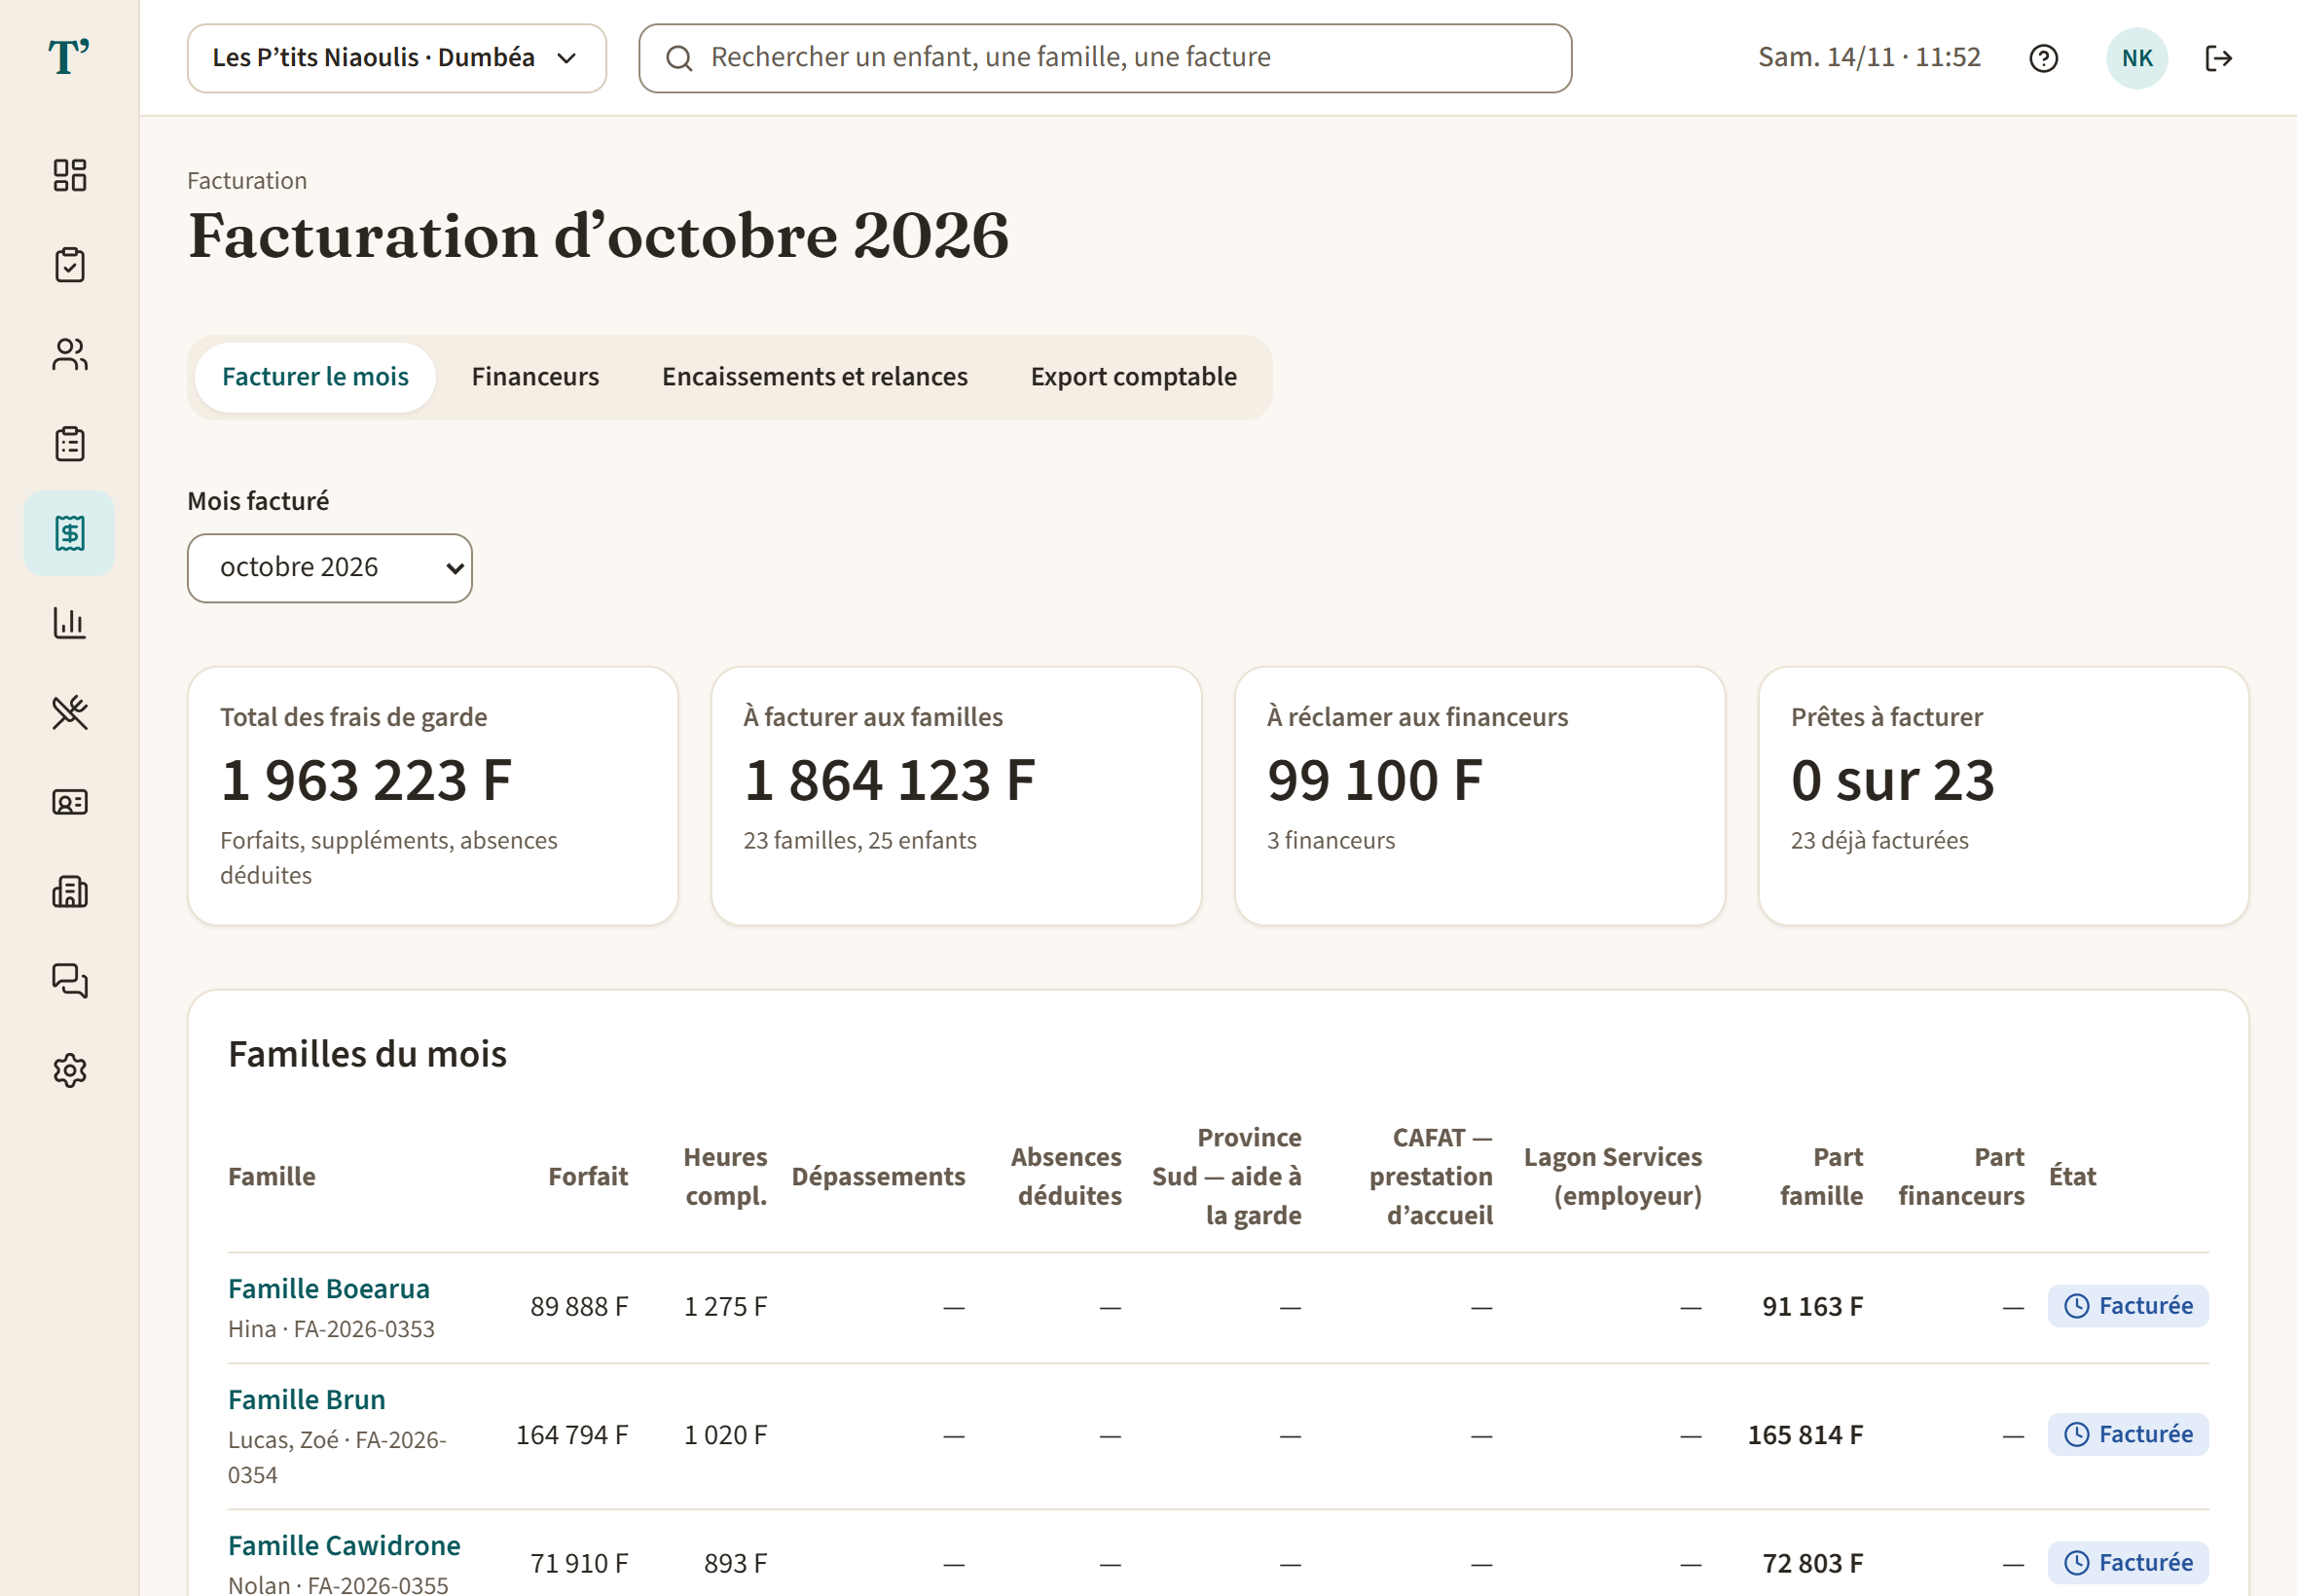 T’
Les P’tits Niaoulis · Dumbéa
Rechercher un enfant, une famille, une facture
Sam. 14/11 · 11:52
NK
Facturation
Facturation d’octobre 2026
Facturer le mois
Financeurs
Encaissements et relances
Export comptable
Mois facturé
octobre 2026
Total des frais de garde
1 963 223 F
Forfaits, suppléments, absences
déduites
À facturer aux familles
1 864 123 F
23 familles, 25 enfants
À réclamer aux financeurs
99 100 F
3 financeurs
Prêtes à facturer
0 sur 23
23 déjà facturées
Familles du mois
Famille
Forfait
Heures
compl.
Dépassements
Absences
déduites
Province
Sud — aide à
la garde
CAFAT —
prestation
d’accueil
Lagon Services
(employeur)
Part
famille
Part
financeurs
État
Famille Boearua
Hina · FA-2026-0353
89 888 F
1 275 F
—
—
—
—
—
91 163 F
—
Facturée
Famille Brun
Lucas, Zoé · FA-2026-
0354
164 794 F
1 020 F
—
—
—
—
—
165 814 F
—
Facturée
Famille Cawidrone
Nolan · FA-2026-0355
71 910 F
893 F
—
—
—
—
—
72 803 F
—
Facturée